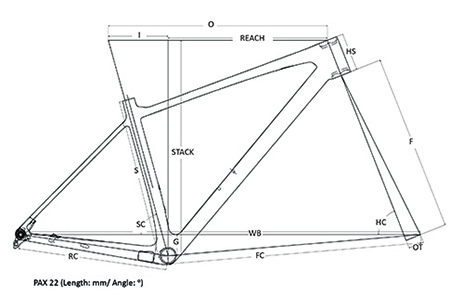 O
I
REACH
HS
STACK
F
S
SC
HC
G
WB
OT
RC
FC
PAX 22 (Length: mm/ Angle: °)